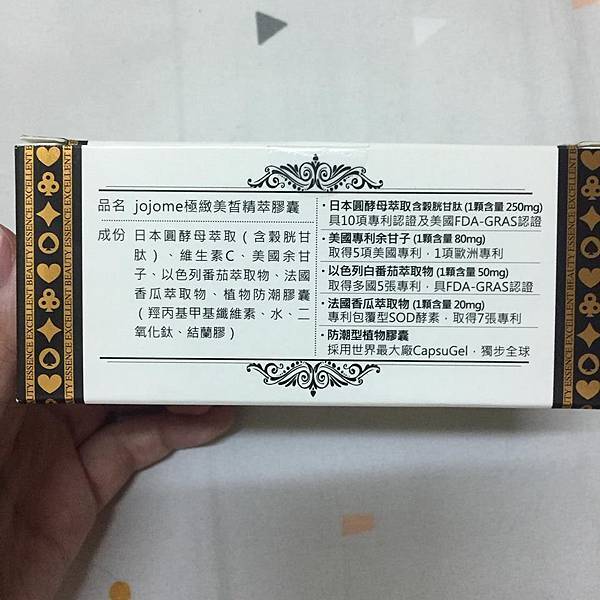 品名 jojome極緻美皙精萃膠囊
成份 日本圓酵母萃取(含穀胱甘
肽)、維生素C、美國余甘
子、以色列番茄萃取物、法國
香瓜萃取物、植物防潮膠囊
(羥丙基甲基纖維素、水、二
氧化鈦、結蘭膠)
・日本圓酵母萃取 含穀胱甘肽 (1顆含量 250mg)
具10項專利認證及美國FDA-GRAS認證
・美國專利余甘子 (1顆含量 80mg)
取得5項美國專利,1項歐洲專利
・以色列白番茄萃取物 (1顆含量 50mg)
取得多國5張專利,具FDA-GRAS認證
・法國香瓜萃取物 (1顆含量 20mg)
專利包覆型SOD酵素,取得7張專利
・防潮型植物膠囊
採用世界最大廠CapsuGel,獨步全球
BEAUTY ESSENCE EXCELLENT
BEAUTY ESSENCE EXCELLENT